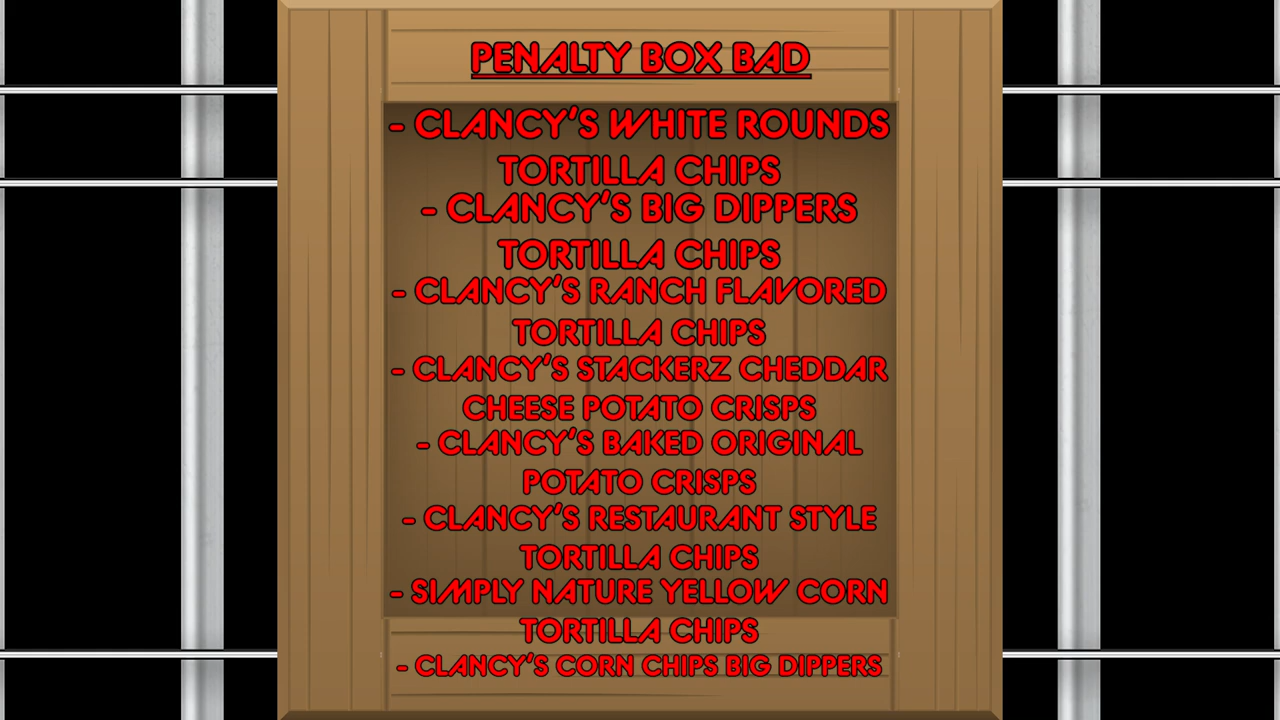 PENALTY BOX BAD
- CLANCY'S WHITE ROUNDS
TORTILLA CHIPS
- CLANCY'S BIG DIPPERS
TORTILLA CHIPS
- CLANCY'S RANCH FLAVORED
TORTILLA CHIPS
- CLANCY'S STACKERZ CHEDDAR
CHEESE POTATO CRISPS
- CLANCY'S BAKED ORIGINAL
POTATO CRISPS
- CLANCY'S RESTAURANT STYLE
TORTILLA CHIPS
- SIMPLY NATURE YELLOW CORN
TORTILLA CHIPS
- CLANCY'S CORN CHIPS BIG DIPPERS